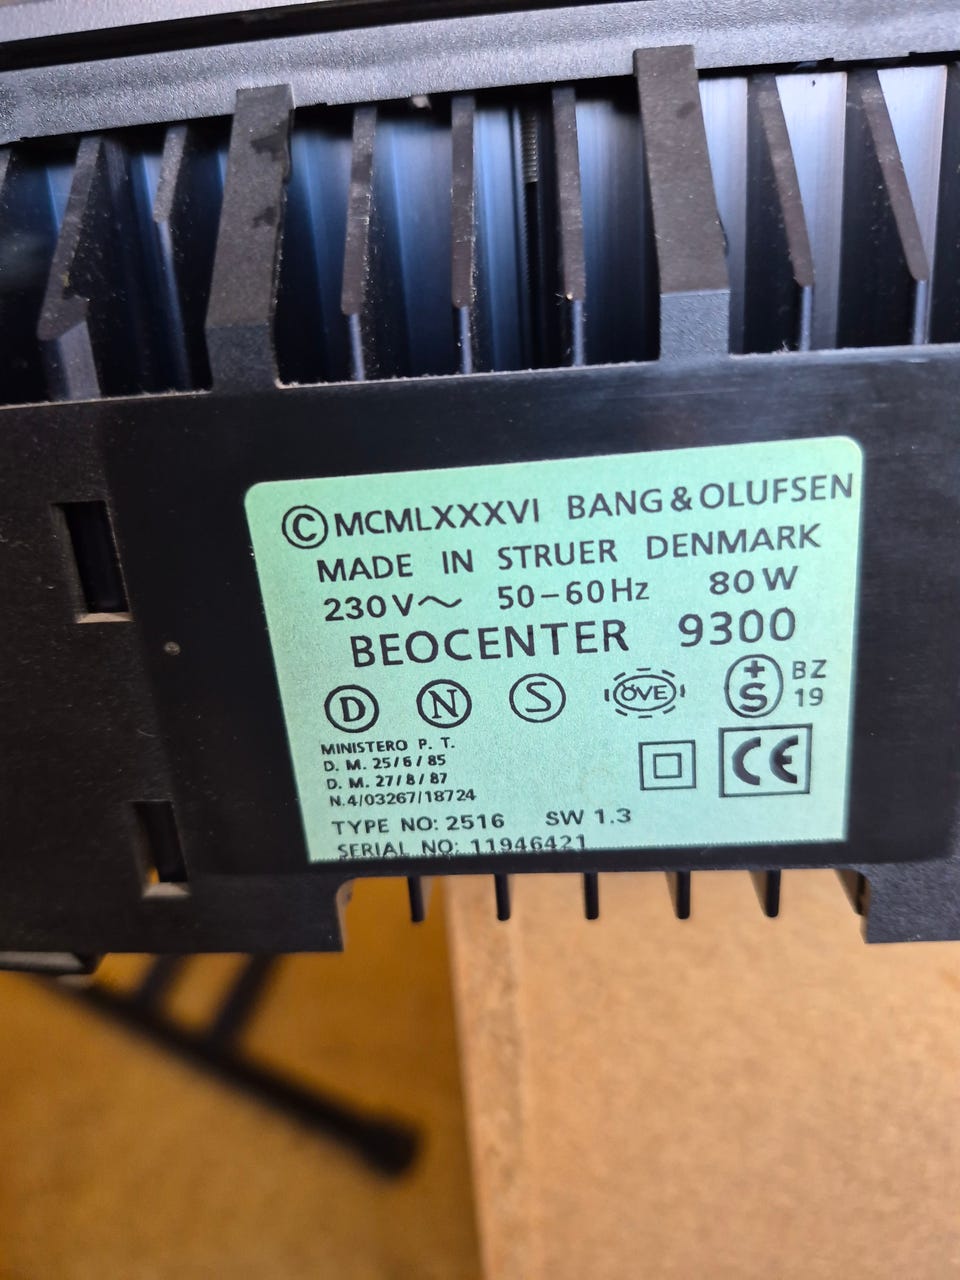 © MCMLXXXVI BANG & OLUFSEN
MADE IN STRUER DENMARK
230V~ 50-60Hz 80W
BEOCENTER 9300
D N S ÖVE +S BZ 19
MINISTERO P. T.
D. M. 25/6/85
D. M. 27/8/87
N.4/03267/18724
CE
TYPE NO: 2516 SW 1.3
SERIAL NO: 11946421